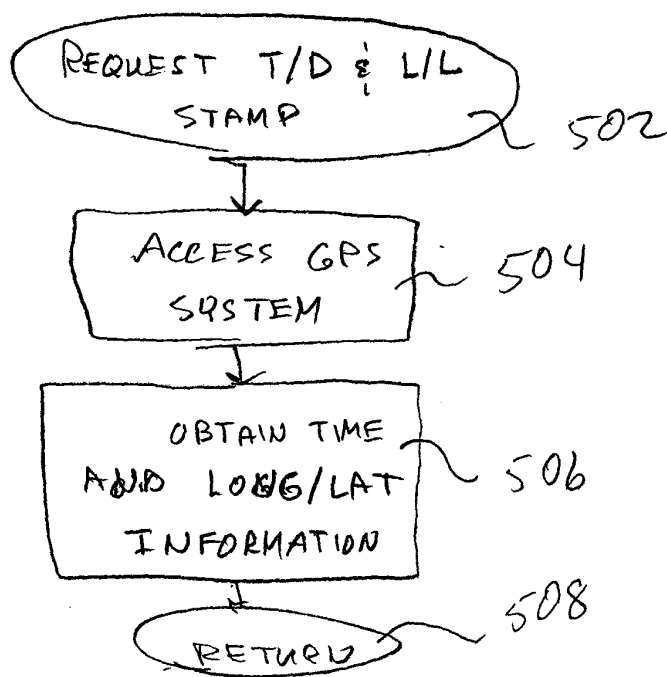 REQUEST T/D & L/L
STAMP
502
ACCESS GPS
SYSTEM
504
OBTAIN TIME
AND LONG/LAT
INFORMATION
506
RETURN
508